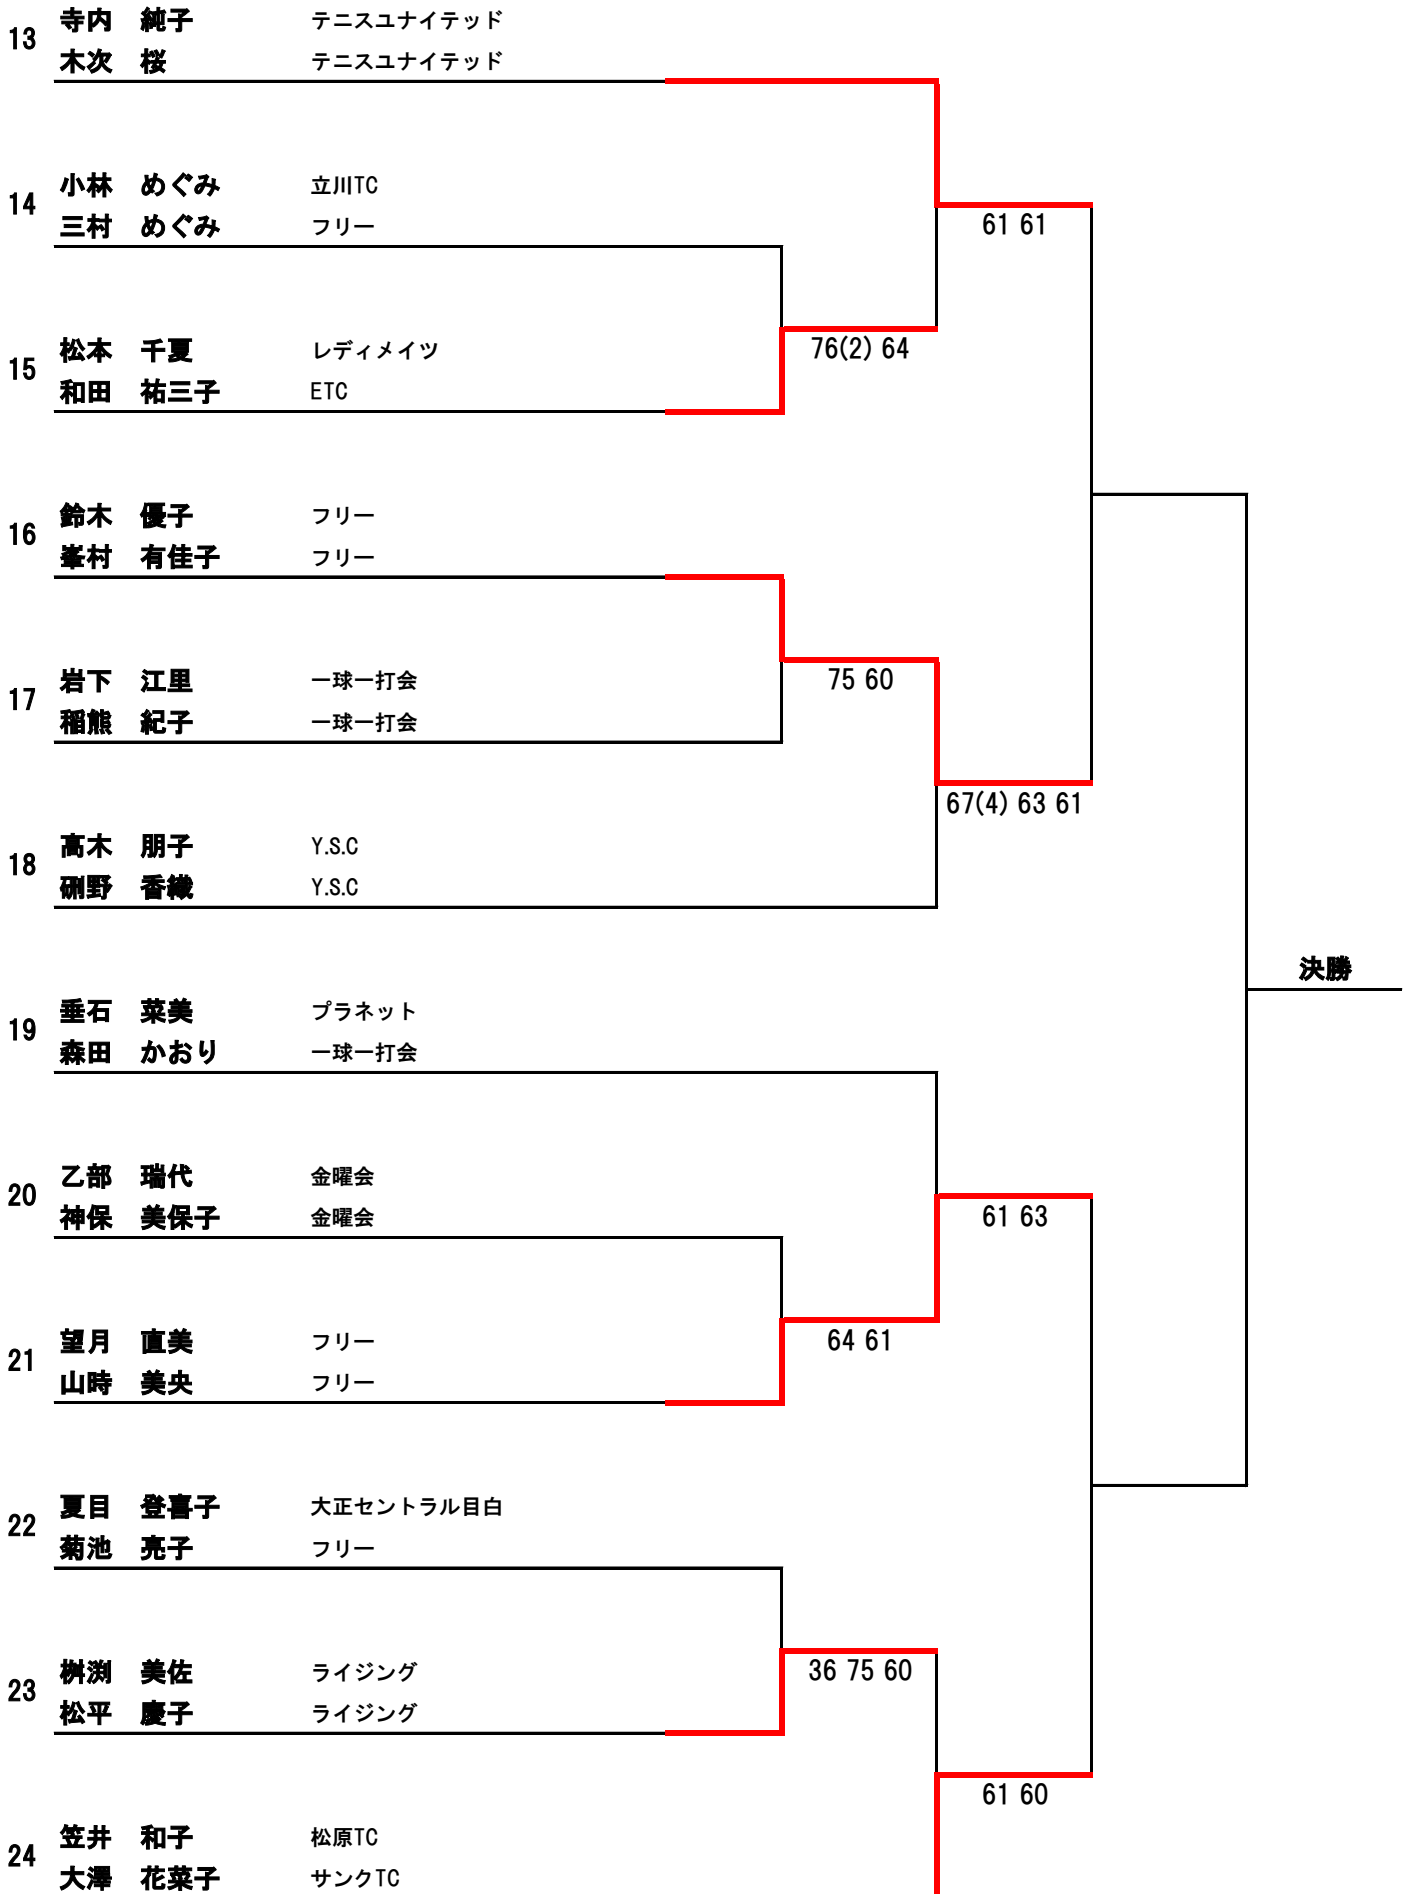 寺内　純子　テニスユナイテッド
13
木次　桜　テニスユナイテッド
小林　めぐみ　立川TC
14
三村　めぐみ　フリー
61 61
松本　千夏　レディメイツ
76(2) 64
15
和田　祐三子　ETC
鈴木　優子　フリー
16
峯村　有佳子　フリー
岩下　江里　一球一打会
75 60
17
稲熊　紀子　一球一打会
67(4) 63 61
高木　朋子　Y.S.C
18
硎野　香織　Y.S.C
決勝
垂石　菜美　プラネット
19
森田　かおり　一球一打会
乙部　瑞代　金曜会
20
神保　美保子　金曜会
61 63
望月　直美　フリー
64 61
21
山時　美央　フリー
夏目　登喜子　大正セントラル目白
22
菊池　亮子　フリー
桝渕　美佐　ライジング
36 75 60
23
松平　慶子　ライジング
61 60
笠井　和子　松原TC
24
大澤　花菜子　サンクTC